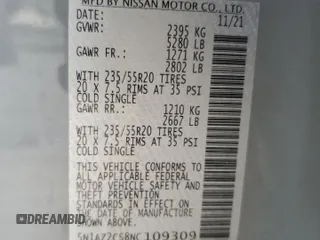 MFD BY NISSAN MOTOR CO., LTD.
DATE: 11/21
GVWR: 2395 KG
5280 LB
GAWR FR.: 1271 KG
2802 LB
WITH 235/55R20 TIRES
20 X 7.5 RIMS AT 35 PSI
COLD SINGLE
GAWR RR.: 1210 KG
2667 LB
WITH 235/55R20 TIRES
20 X 7.5 RIMS AT 35 PSI
COLD SINGLE
THIS VEHICLE CONFORMS TO
ALL APPLICABLE FEDERAL
MOTOR VEHICLE SAFETY
STANDARDS IN EFFECT ON
THE DATE OF MANUFACTURE
SHOWN ABOVE.
5N1AZ2CS8NC109309
DREAMBID